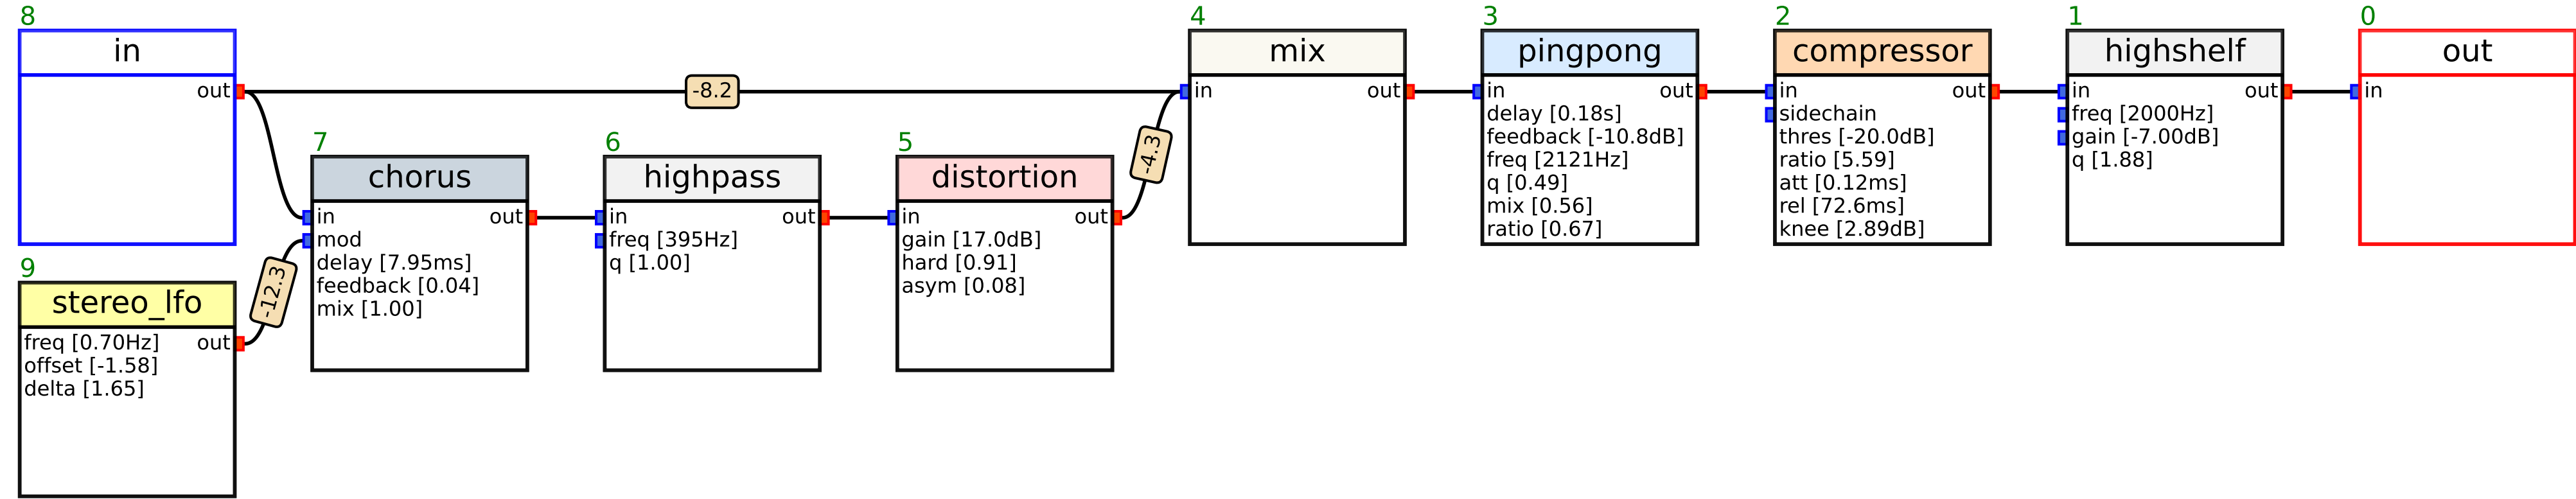 8
in
out
-8.2
9
stereo_lfo
freq [0.70Hz]
out
offset [-1.58]
delta [1.65]
-12.3
7
chorus
in
out
mod
delay [7.95ms]
feedback [0.04]
mix [1.00]
6
highpass
in
out
freq [395Hz]
q [1.00]
5
distortion
in
out
gain [17.0dB]
hard [0.91]
asym [0.08]
-4.3
4
mix
in
out
3
pingpong
in
out
delay [0.18s]
feedback [-10.8dB]
freq [2121Hz]
q [0.49]
mix [0.56]
ratio [0.67]
2
compressor
in
out
sidechain
thres [-20.0dB]
ratio [5.59]
att [0.12ms]
rel [72.6ms]
knee [2.89dB]
1
highshelf
in
out
freq [2000Hz]
gain [-7.00dB]
q [1.88]
0
out
in